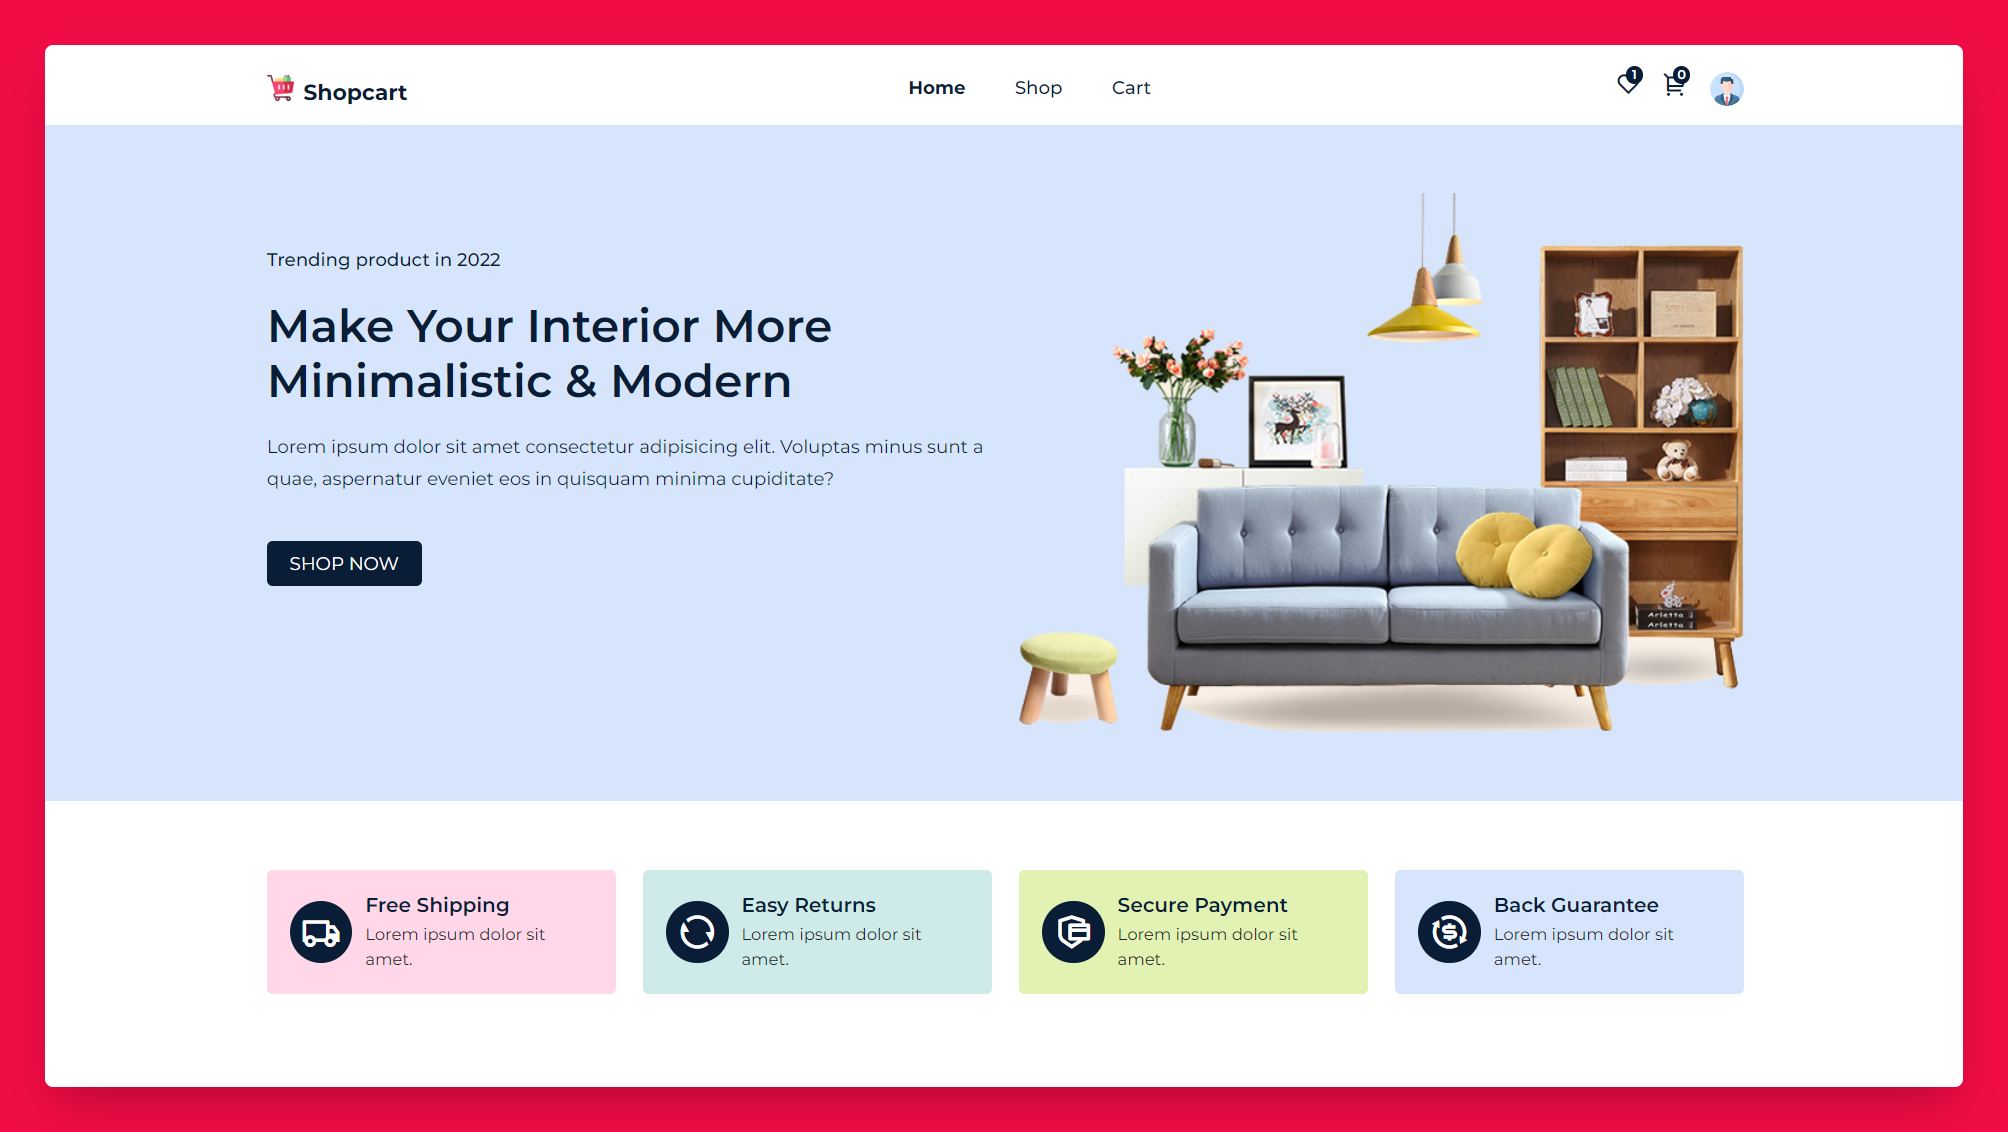 Shopcart
Home
Shop
Cart
1
0
Trending product in 2022
Make Your Interior More
Minimalistic & Modern
Lorem ipsum dolor sit amet consectetur adipisicing elit. Voluptas minus sunt a
quae, aspernatur eveniet eos in quisquam minima cupiditate?
SHOP NOW
Arletta
Arletta
Free Shipping
Lorem ipsum dolor sit
amet.
Easy Returns
Lorem ipsum dolor sit
amet.
Secure Payment
Lorem ipsum dolor sit
amet.
Back Guarantee
Lorem ipsum dolor sit
amet.